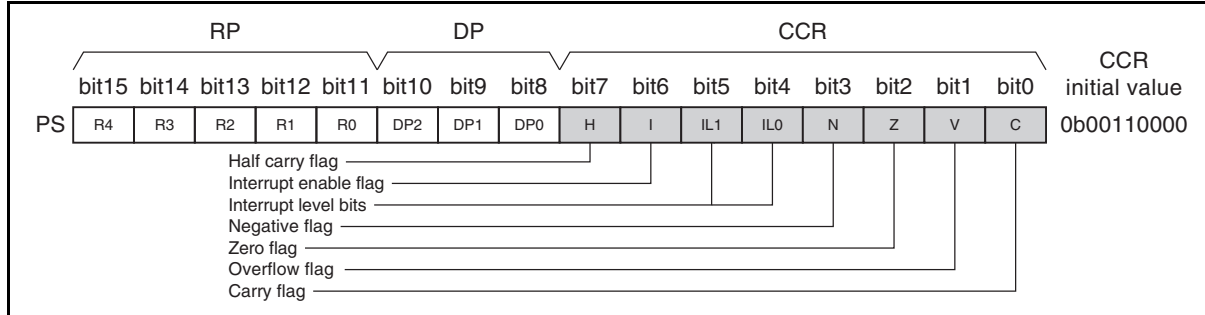 RP DP CCR
bit15 bit14 bit13 bit12 bit11 bit10 bit9 bit8 bit7 bit6 bit5 bit4 bit3 bit2 bit1 bit0 CCR initial value
PS R4 R3 R2 R1 R0 DP2 DP1 DP0 H I IL1 IL0 N Z V C 0b00110000
Half carry flag
Interrupt enable flag
Interrupt level bits
Negative flag
Zero flag
Overflow flag
Carry flag